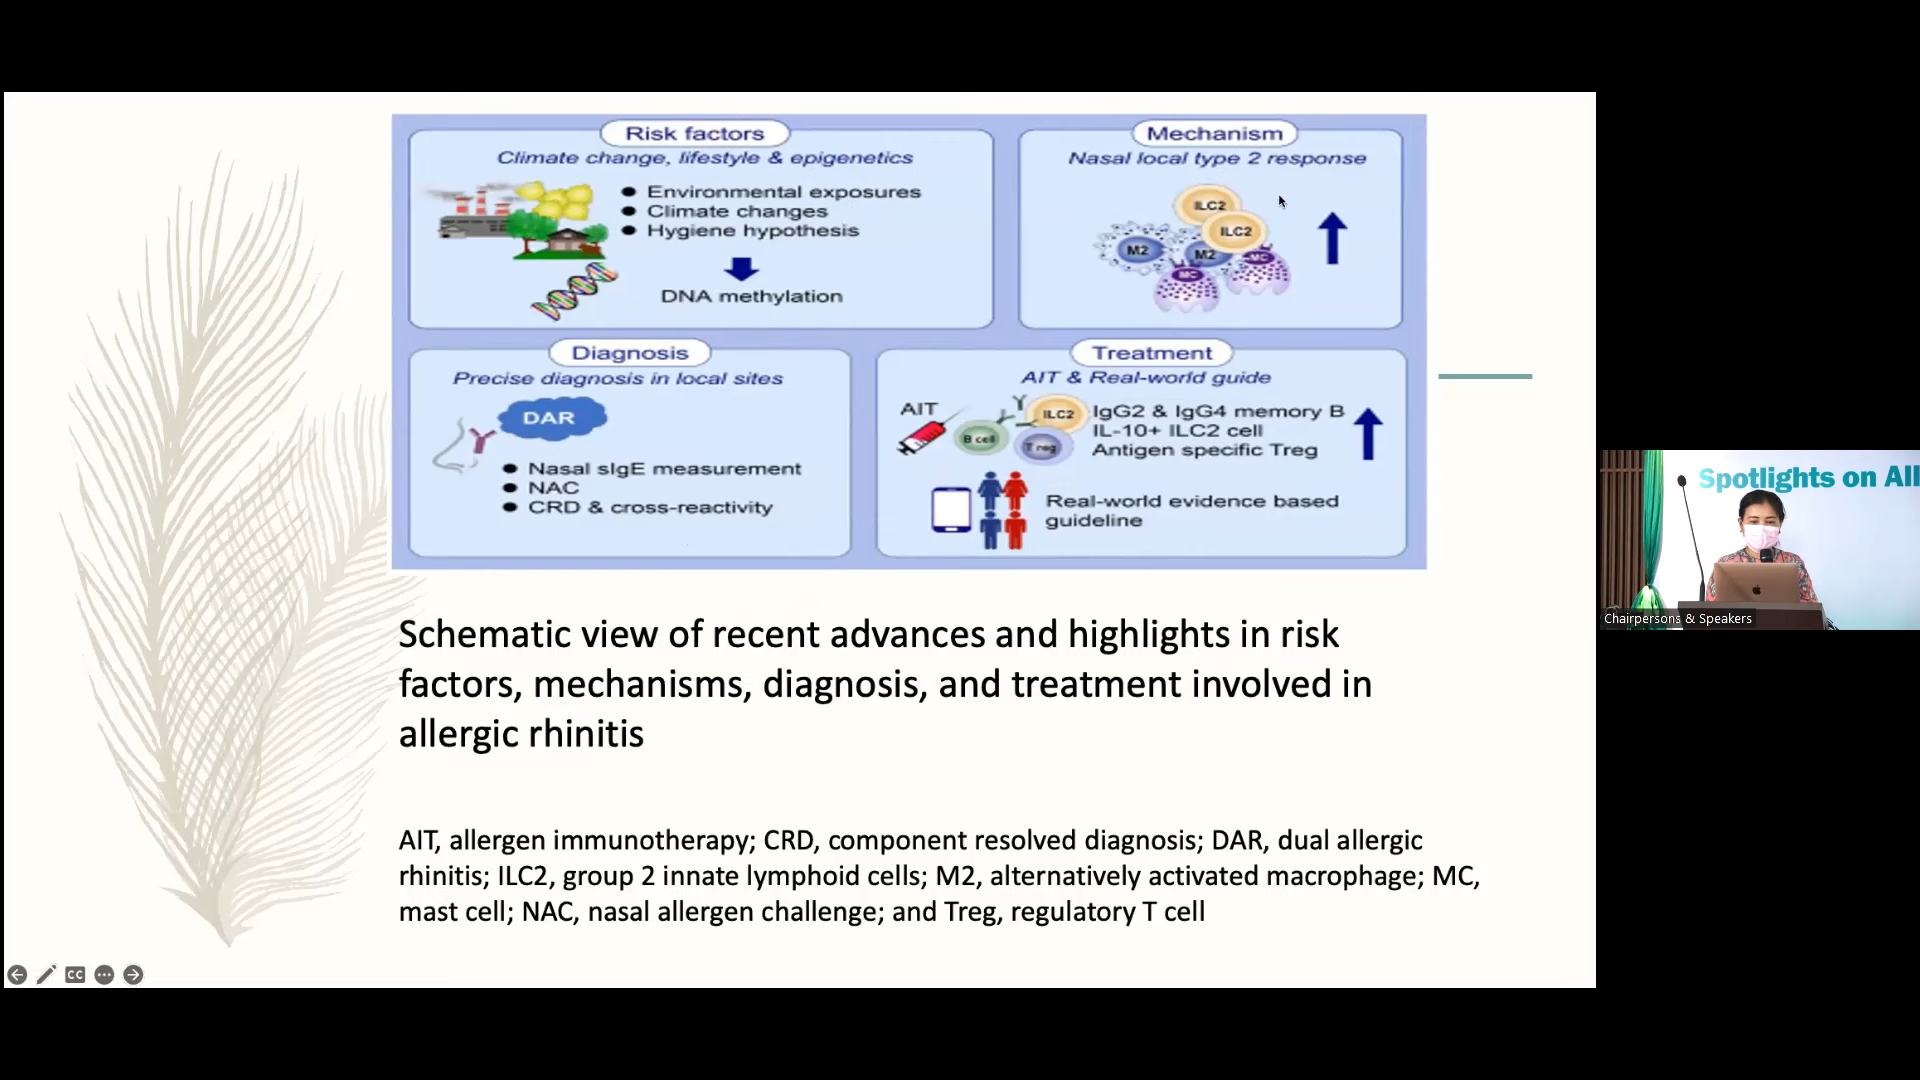 Risk factors
Climate change, lifestyle & epigenetics
Environmental exposures
Climate changes
Hygiene hypothesis
DNA methylation
Mechanism
Nasal local type 2 response
ILC2
ILC2
M2
M2
MC
MC
Diagnosis
Precise diagnosis in local sites
DAR
Nasal sIgE measurement
NAC
CRD & cross-reactivity
Treatment
AIT & Real-world guide
AIT
B cell
ILC2
T reg
IgG2 & IgG4 memory B
IL-10+ ILC2 cell
Antigen specific Treg
Real-world evidence based
guideline
Schematic view of recent advances and highlights in risk
factors, mechanisms, diagnosis, and treatment involved in
allergic rhinitis
AIT, allergen immunotherapy; CRD, component resolved diagnosis; DAR, dual allergic
rhinitis; ILC2, group 2 innate lymphoid cells; M2, alternatively activated macrophage; MC,
mast cell; NAC, nasal allergen challenge; and Treg, regulatory T cell
CC
Spotlights on All
Chairpersons & Speakers